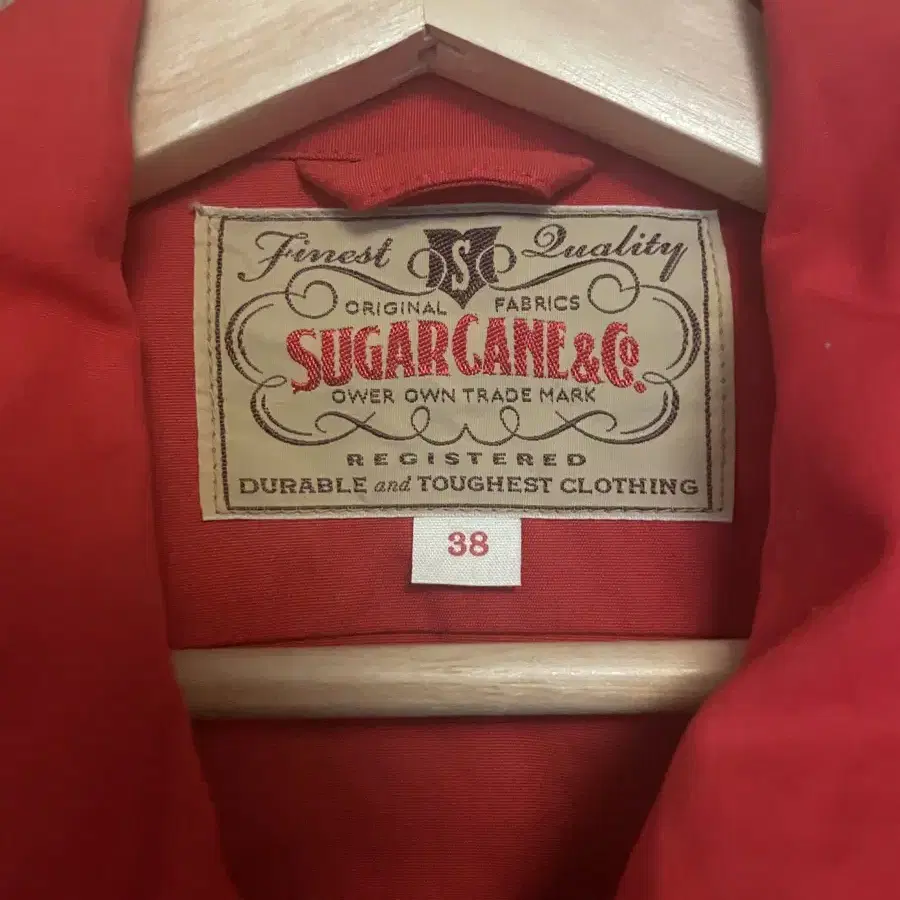 Finest S Quality
ORIGINAL FABRICS
SUGAR CANE & Co.
OWER OWN TRADE MARK
REGISTERED
DURABLE and TOUGHEST CLOTHING
38